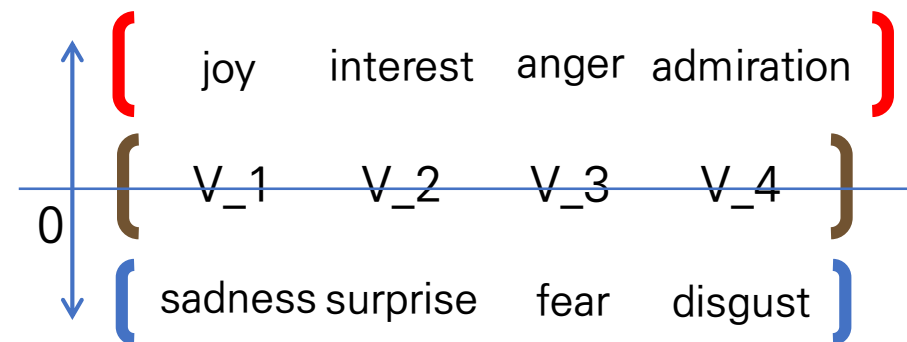 joy interest anger admiration
V_1 V_2 V_3 V_4
0
sadness surprise fear disgust